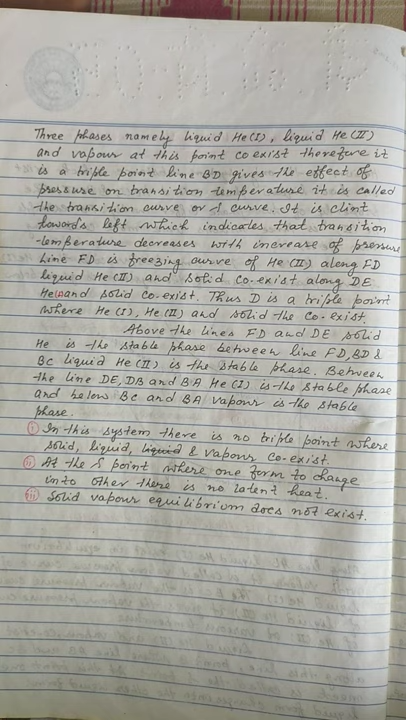 Three phases namely liquid He(I), liquid He(II)
and vapour at this point co exist therefore it
is a triple point line BD gives the effect of
pressure on transition temperature it is called
the transition curve or λ curve. It is clint
towards left which indicates that transition
temperature decreases with increase of pressure
Line FD is freezing curve of He(II) along FD
liquid He(II) and solid co-exist along DE
He(I) and solid co-exist. Thus D is a triple point
where He(I), He(II) and solid the co-exist
Above the lines FD and DE solid
He is the stable phase between line FD, BD &
BC liquid He(II) is the stable phase. Between
the line DE, DB and BA He(I) is the stable phase
and below BC and BA vapour is the stable
phase.
(i) In this system there is no triple point where
solid, liquid, liquid & vapours co-exist.
(ii) At the λ point where one form to change
into other there is no latent heat.
(iii) Solid vapour equilibrium does not exist.